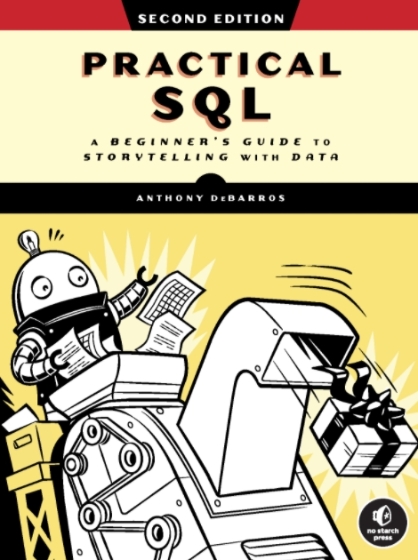 SECOND EDITION
PRACTICAL
SQL
A BEGINNER'S GUIDE TO
STORYTELLING WITH DATA
ANTHONY DeBARROS
no starch
press